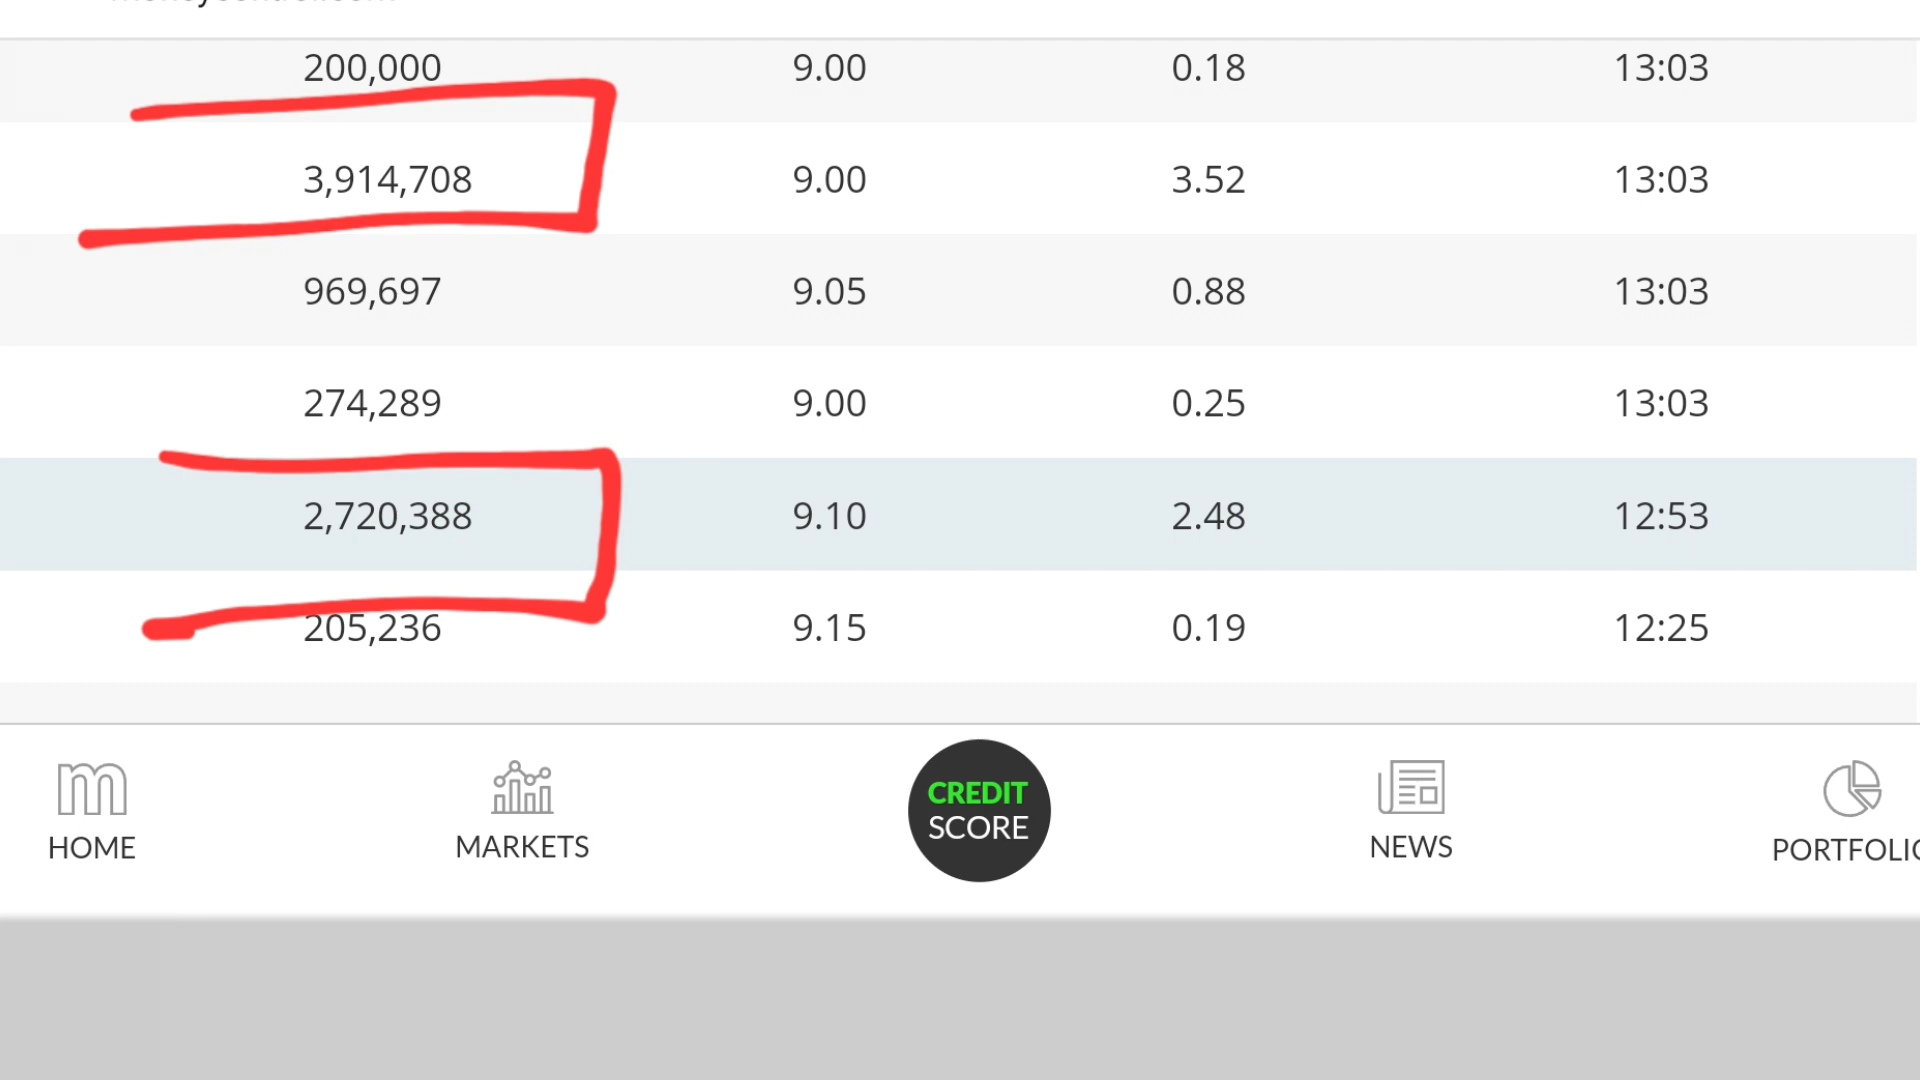 200,000 9.00 0.18 13:03
3,914,708 9.00 3.52 13:03
969,697 9.05 0.88 13:03
274,289 9.00 0.25 13:03
2,720,388 9.10 2.48 12:53
205,236 9.15 0.19 12:25
HOME MARKETS CREDIT SCORE NEWS PORTFOLIO